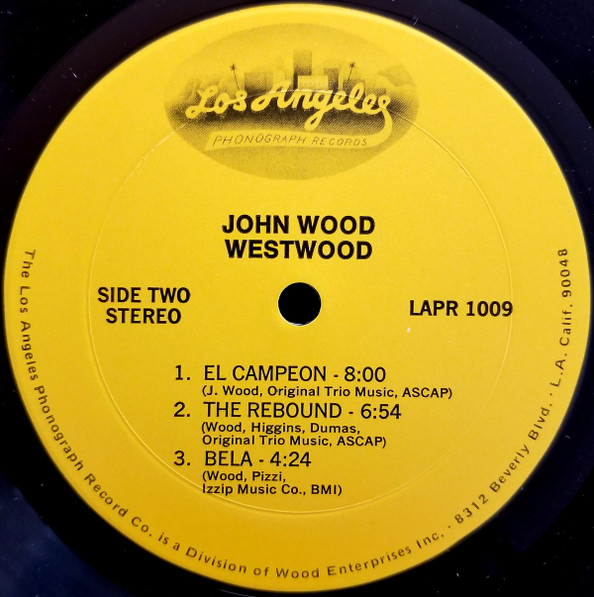 Los Angeles
PHONOGRAPH RECORDS
JOHN WOOD
WESTWOOD
SIDE TWO
STEREO
LAPR 1009
1. EL CAMPEON - 8:00
(J. Wood, Original Trio Music, ASCAP)
2. THE REBOUND - 6:54
(Wood, Higgins, Dumas,
Original Trio Music, ASCAP)
3. BELA - 4:24
(Wood, Pizzi,
Izzip Music Co., BMI)
The Los Angeles Phonograph Record Co. is a Division of Wood Enterprises Inc. · 8312 Beverly Blvd. · L.A. Calif. 90048